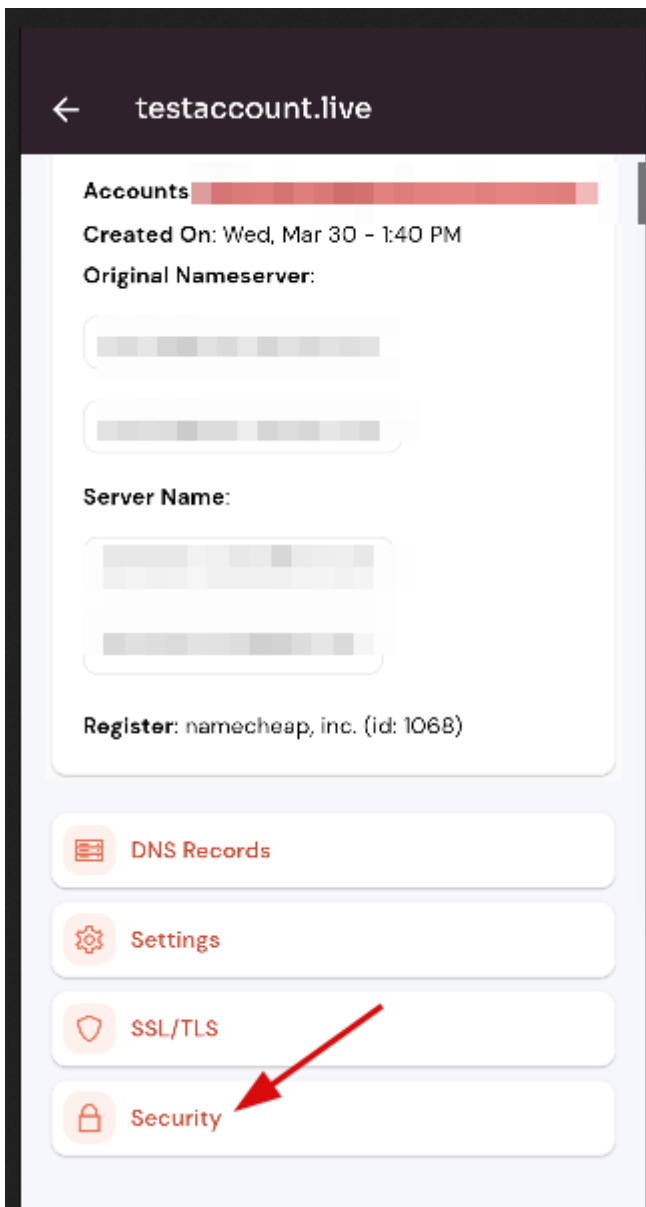 testaccount.live
Accounts
Created On: Wed, Mar 30 - 1:40 PM
Original Nameserver:
Server Name:
Register: namecheap, inc. (id: 1068)
DNS Records
Settings
SSL/TLS
Security